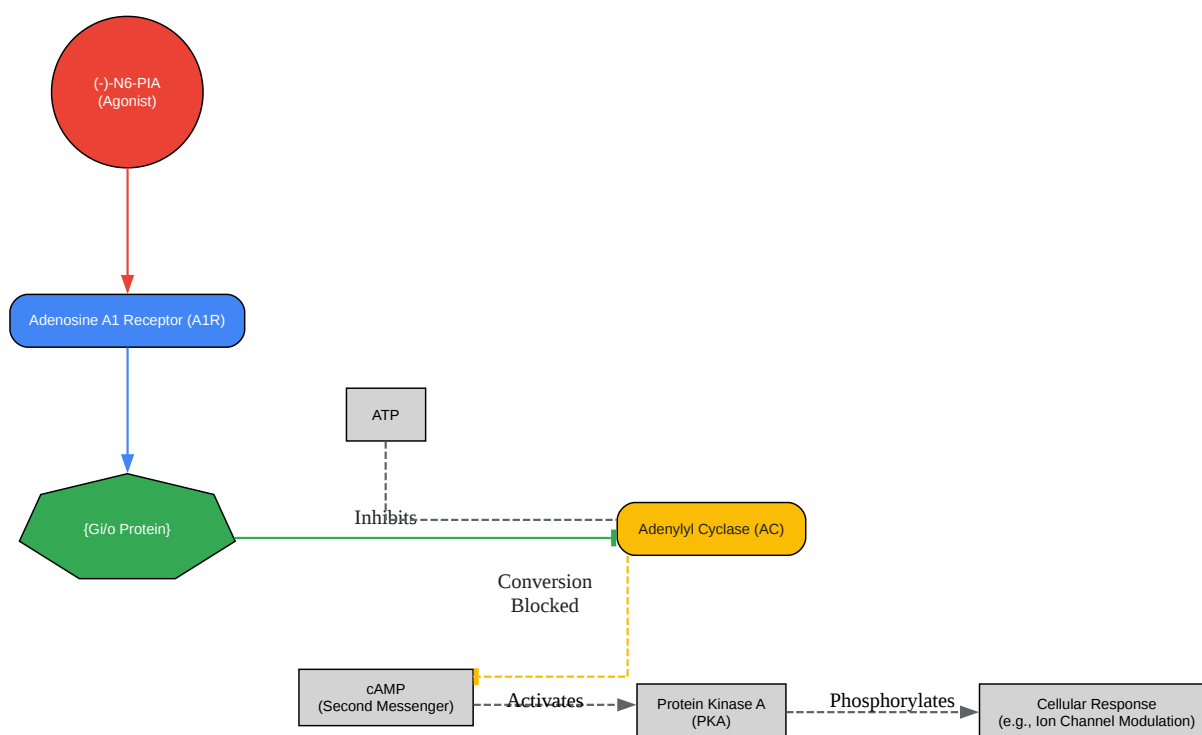 (-)-N6-PIA
(Agonist)
Adenosine A1 Receptor (A1R)
ATP
Inhibits
{Gi/o Protein}
Adenylyl Cyclase (AC)
Conversion
Blocked
cAMP
(Second Messenger)
Activates
Protein Kinase A
(PKA)
Phosphorylates
Cellular Response
(e.g., Ion Channel Modulation)